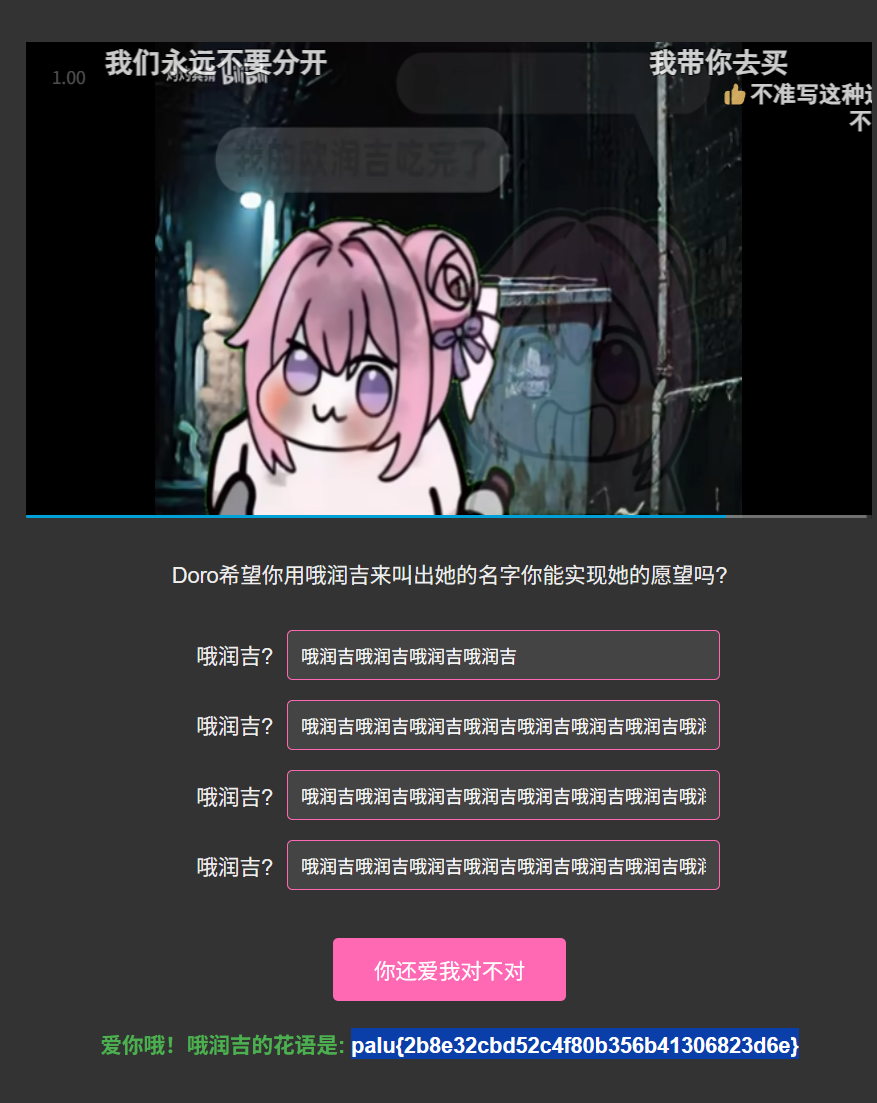 我们永远不要分开
我带你去买
1.00
bilibili
不准写这种
不
我的欧润吉吃完了
Doro希望你用哦润吉来叫出她的名字你能实现她的愿望吗?
哦润吉?
哦润吉哦润吉哦润吉哦润吉
哦润吉?
哦润吉哦润吉哦润吉哦润吉哦润吉哦润吉哦润吉哦
哦润吉?
哦润吉哦润吉哦润吉哦润吉哦润吉哦润吉哦润吉哦
哦润吉?
哦润吉哦润吉哦润吉哦润吉哦润吉哦润吉哦润吉哦
你还爱我对不对
爱你哦！哦润吉的花语是: palu{2b8e32cbd52c4f80b356b41306823d6e}